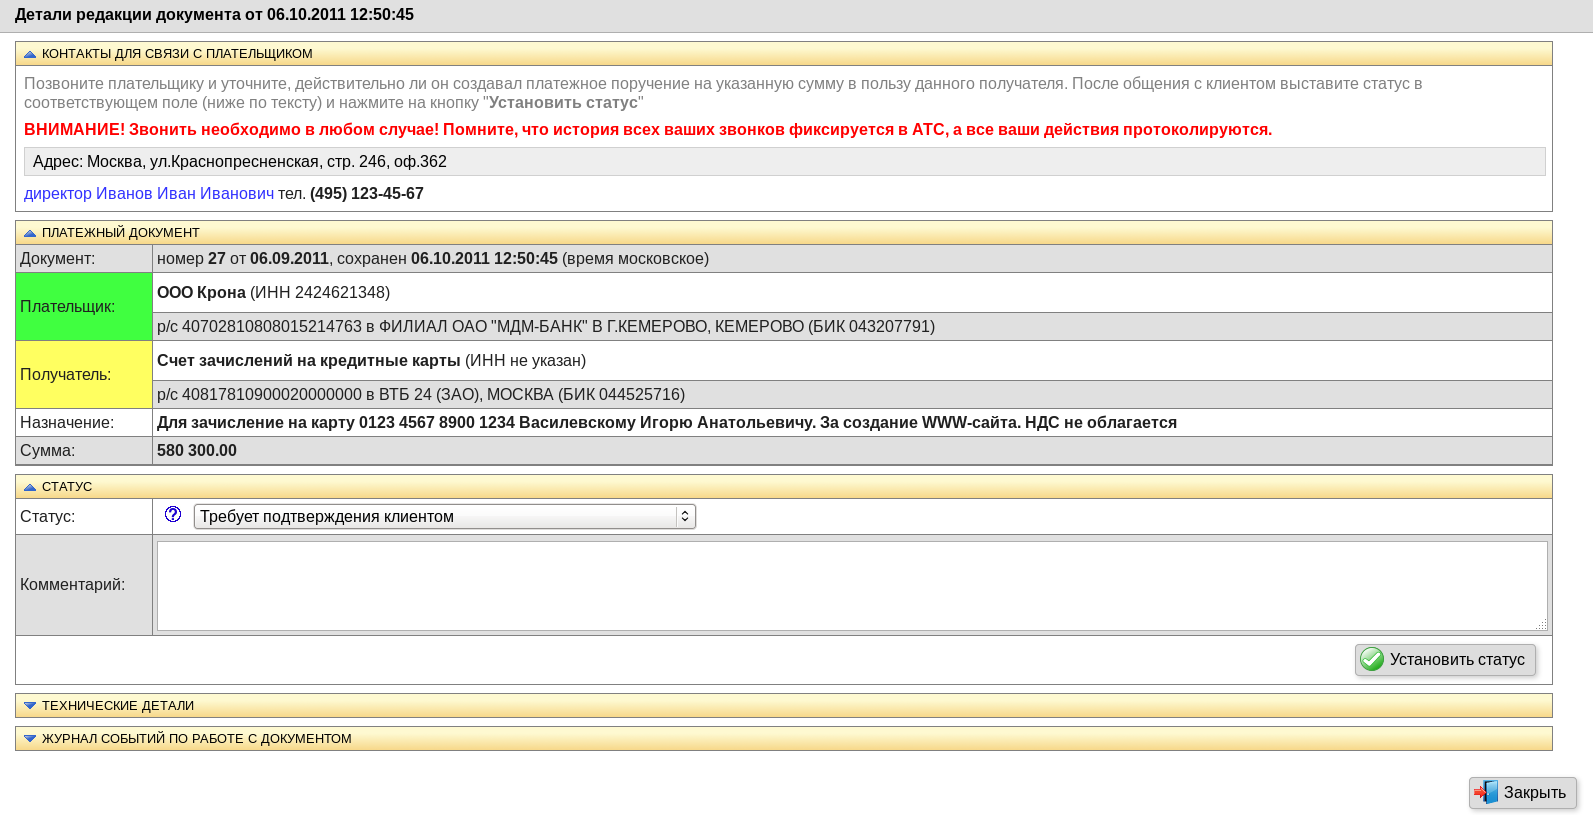 Детали редакции документа от 06.10.2011 12:50:45
КОНТАКТЫ ДЛЯ СВЯЗИ С ПЛАТЕЛЬЩИКОМ
Позвоните плательщику и уточните, действительно ли он создавал платежное поручение на указанную сумму в пользу данного получателя. После общения с клиентом выставите статус в
соответствующем поле (ниже по тексту) и нажмите на кнопку "Установить статус"
ВНИМАНИЕ! Звонить необходимо в любом случае! Помните, что история всех ваших звонков фиксируется в АТС, а все ваши действия протоколируются.
Адрес: Москва, ул.Краснопресненская, стр. 246, оф.362
директор Иванов Иван Иванович тел. (495) 123-45-67
ПЛАТЕЖНЫЙ ДОКУМЕНТ
Документ: номер 27 от 06.09.2011, сохранен 06.10.2011 12:50:45 (время московское)
Плательщик: ООО Крона (ИНН 2424621348)
р/с 40702810808015214763 в ФИЛИАЛ ОАО "МДМ-БАНК" В Г.КЕМЕРОВО, КЕМЕРОВО (БИК 043207791)
Получатель: Счет зачислений на кредитные карты (ИНН не указан)
р/с 40817810900020000000 в ВТБ 24 (ЗАО), МОСКВА (БИК 044525716)
Назначение: Для зачисление на карту 0123 4567 8900 1234 Василевскому Игорю Анатольевичу. За создание WWW-сайта. НДС не облагается
Сумма: 580 300.00
СТАТУС
Статус: Требует подтверждения клиентом
Комментарий:
Установить статус
ТЕХНИЧЕСКИЕ ДЕТАЛИ
ЖУРНАЛ СОБЫТИЙ ПО РАБОТЕ С ДОКУМЕНТОМ
Закрыть